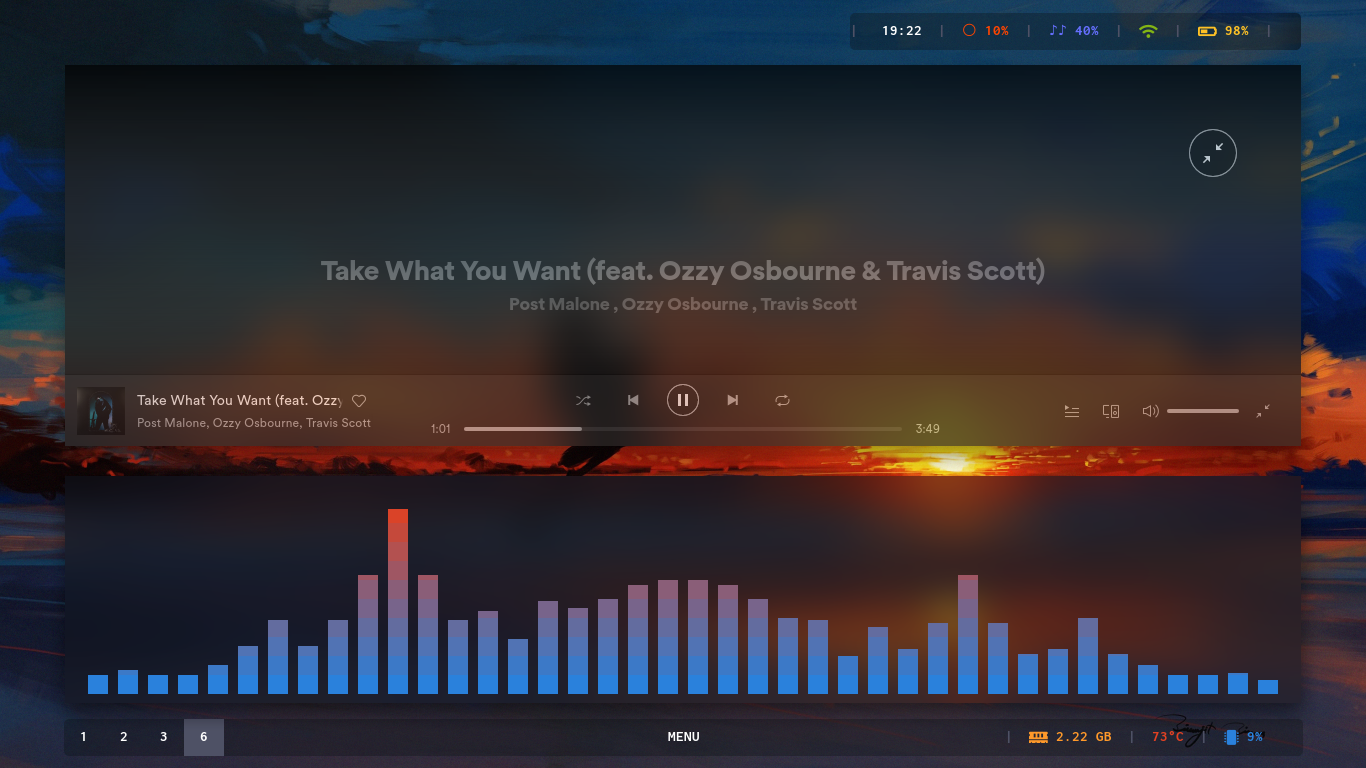 | 19:22 | 10% | ♪♪ 40% | | 98% |
Take What You Want (feat. Ozzy Osbourne & Travis Scott)
Post Malone , Ozzy Osbourne , Travis Scott
Take What You Want (feat. Ozzy
Post Malone, Ozzy Osbourne, Travis Scott
1:01
3:49
1 2 3 6
MENU
| 2.22 GB | 73°C | 9%